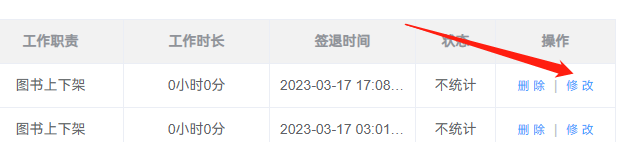 工作职责 工作时长 签退时间 状态 操作
图书上下架 0小时0分 2023-03-17 17:08... 不统计 删 除 | 修 改
图书上下架 0小时0分 2023-03-17 03:01... 不统计 删 除 | 修 改